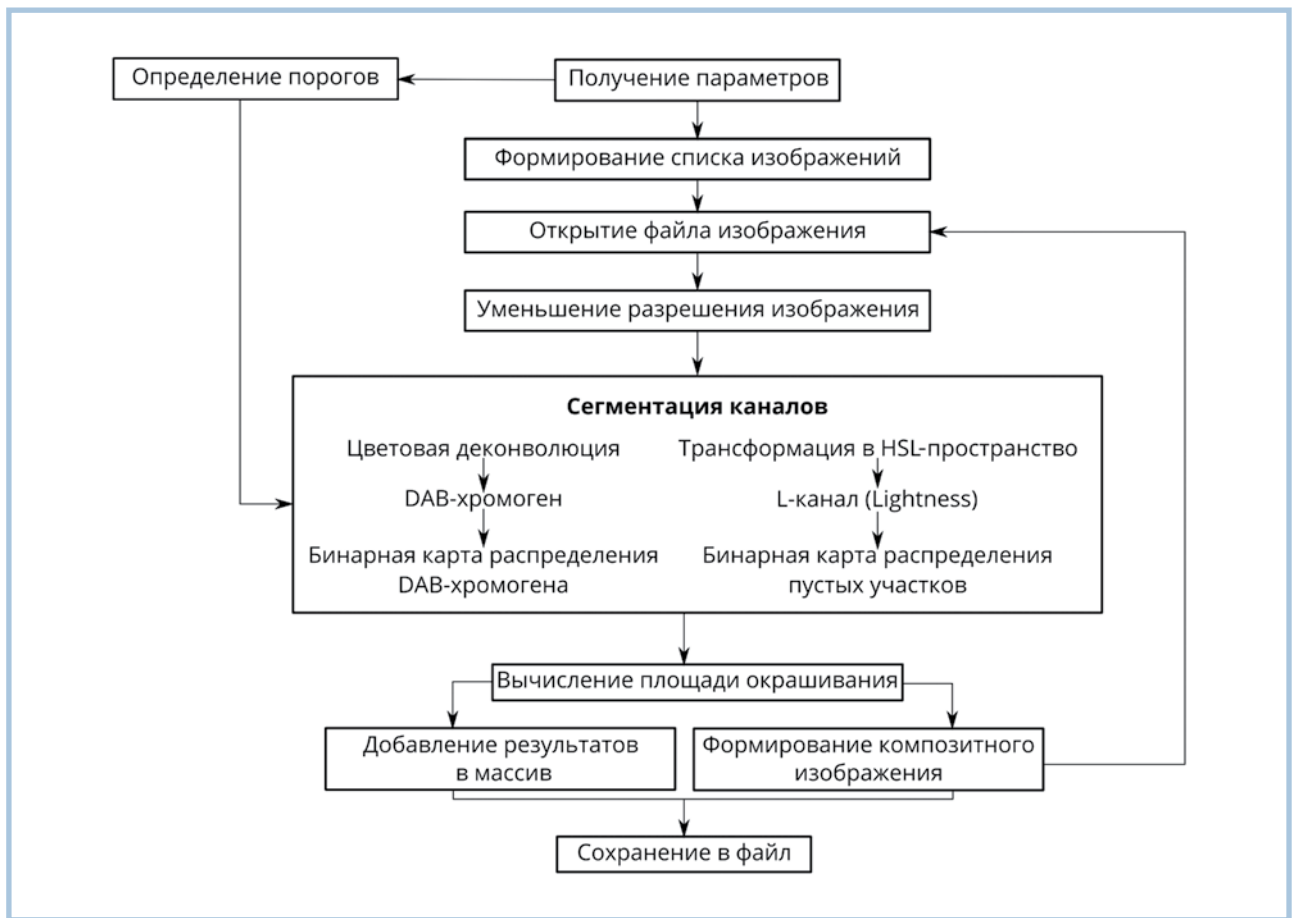 Определение порогов
Получение параметров
Формирование списка изображений
Открытие файла изображения
Уменьшение разрешения изображения
Сегментация каналов
Цветовая деконволюция
DAB-хромоген
Бинарная карта распределения
DAB-хромогена
Трансформация в HSL-пространство
L-канал (Lightness)
Бинарная карта распределения
пустых участков
Вычисление площади окрашивания
Добавление результатов
в массив
Формирование композитного
изображения
Сохранение в файл